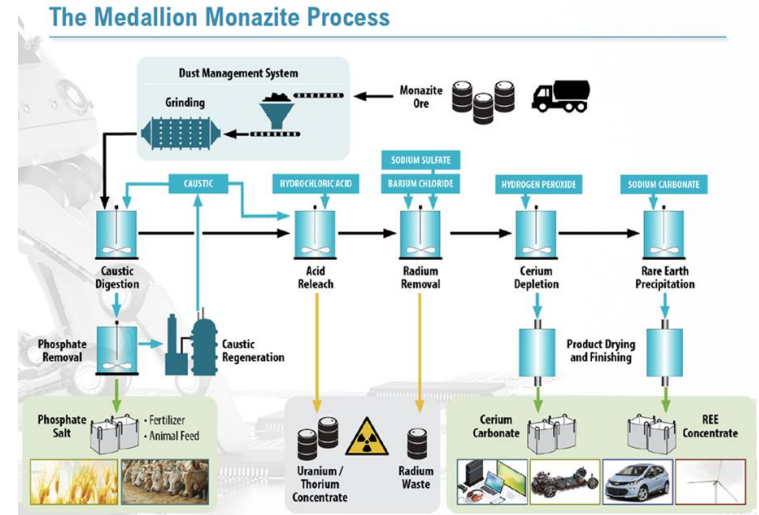 The Medallion Monazite Process
Dust Management System
Grinding
Monazite
Ore
SODIUM SULFATE
CAUSTIC
HYDROCHLORIC ACID
BARIUM CHLORIDE
HYDROGEN PEROXIDE
SODIUM CARBONATE
Caustic
Digestion
Acid
Releach
Radium
Removal
Cerium
Depletion
Rare Earth
Precipitation
Phosphate
Removal
Caustic
Regeneration
Product Drying
and Finishing
Phosphate
Salt
• Fertilizer
• Animal Feed
Uranium /
Thorium
Concentrate
Radium
Waste
Cerium
Carbonate
REE
Concentrate